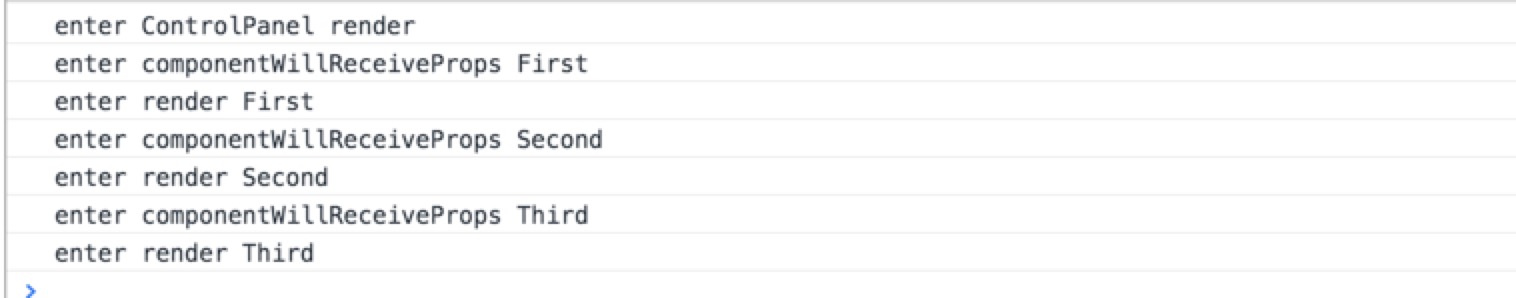 enter ControlPanel render
enter componentWillReceiveProps First
enter render First
enter componentWillReceiveProps Second
enter render Second
enter componentWillReceiveProps Third
enter render Third